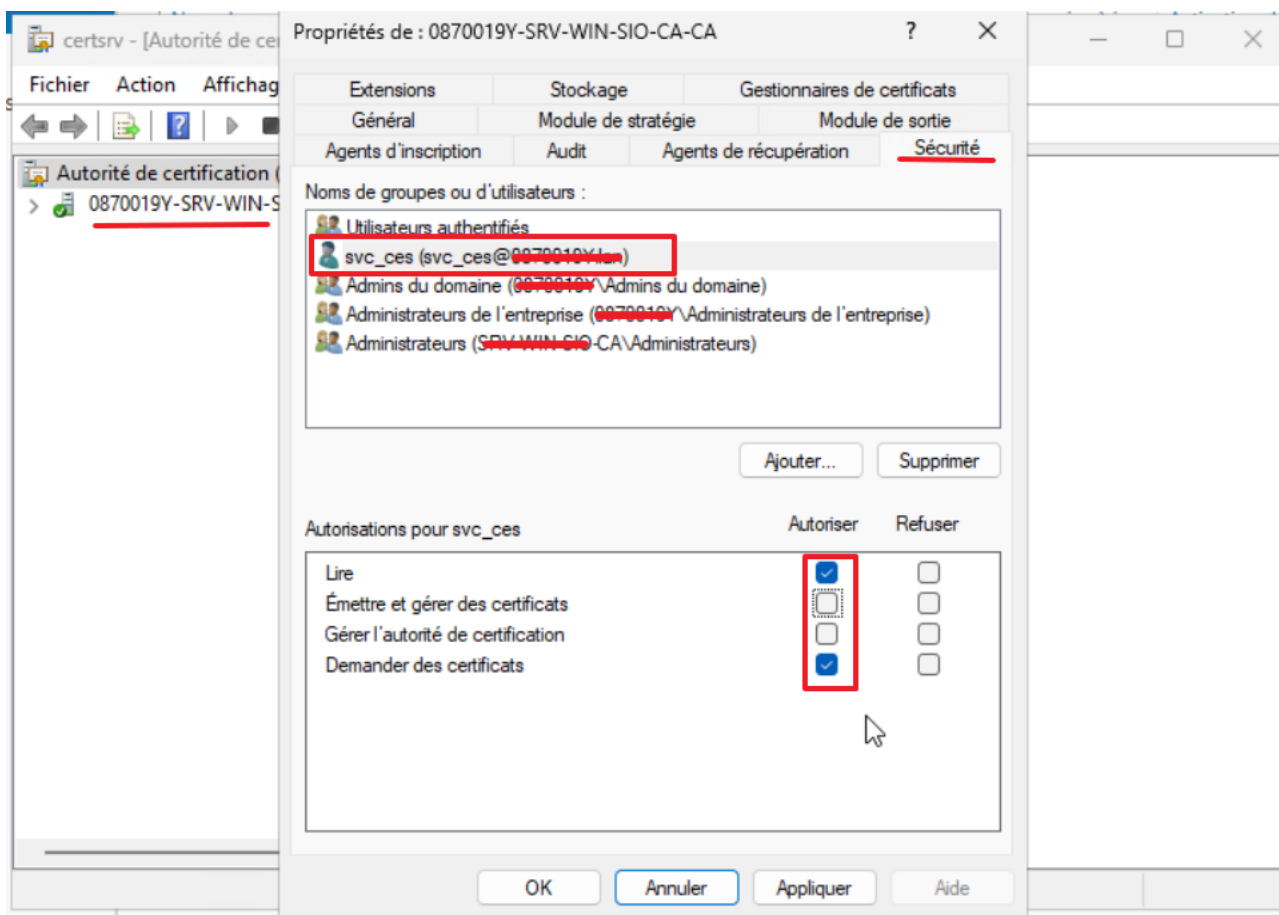 certsrv - [Autorité de cer
Propriétés de : 0870019Y-SRV-WIN-SIO-CA-CA
?
Fichier Action Affichag
Extensions Stockage Gestionnaires de certificats
Général Module de stratégie Module de sortie
Agents d'inscription Audit Agents de récupération Sécurité
Autorité de certification (
0870019Y-SRV-WIN-S
Noms de groupes ou d'utilisateurs :
Utilisateurs authentifiés
svc_ces (svc_ces@)
Admins du domaine (\Admins du domaine)
Administrateurs de l'entreprise (\Administrateurs de l'entreprise)
Administrateurs (-CA\Administrateurs)
Ajouter... Supprimer
Autorisations pour svc_ces Autoriser Refuser
Lire
Émettre et gérer des certificats
Gérer l'autorité de certification
Demander des certificats
OK Annuler Appliquer Aide